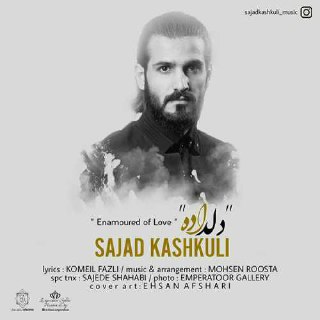 sajadkashkuli_music
"دلداده"
" Enamoured of Love "
SAJAD KASHKULI
lyrics : KOMEIL FAZLI / music & arrangement : MOHSEN ROOSTA
spc tnx : SAJEDE SHAHABI / photo : EMPERATOOR GALLERY
cover art: EHSAN AFSHARI